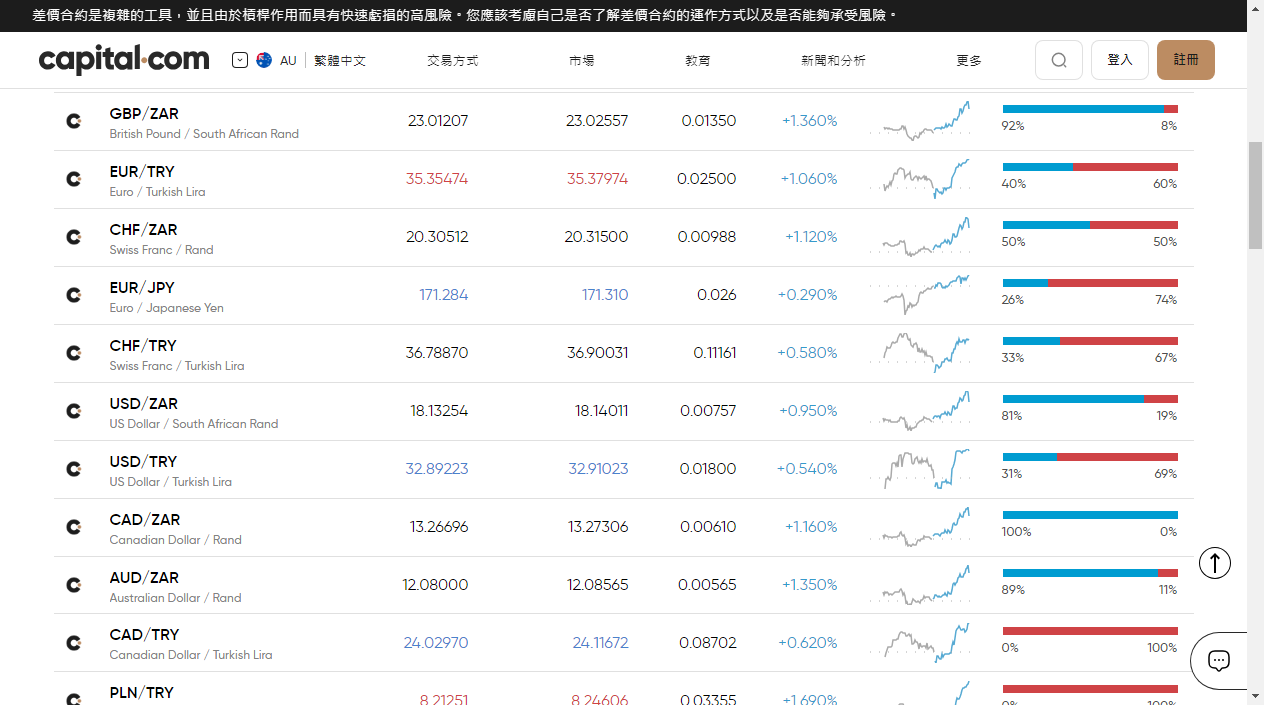 差價合約是複雜的工具，並且由於槓桿作用而具有快速虧損的高風險。您應該考慮自己是否了解差價合約的運作方式以及是否能夠承受風險。
capital.com AU 繁體中文 交易方式 市場 教育 新聞和分析 更多 登入 註冊
GBP/ZAR 23.01207 23.02557 0.01350 +1.360%
British Pound / South African Rand 92% 8%
EUR/TRY 35.35474 35.37974 0.02500 +1.060%
Euro / Turkish Lira 40% 60%
CHF/ZAR 20.30512 20.31500 0.00988 +1.120%
Swiss Franc / Rand 50% 50%
EUR/JPY 171.284 171.310 0.026 +0.290%
Euro / Japanese Yen 26% 74%
CHF/TRY 36.78870 36.90031 0.11161 +0.580%
Swiss Franc / Turkish Lira 33% 67%
USD/ZAR 18.13254 18.14011 0.00757 +0.950%
US Dollar / South African Rand 81% 19%
USD/TRY 32.89223 32.91023 0.01800 +0.540%
US Dollar / Turkish Lira 31% 69%
CAD/ZAR 13.26696 13.27306 0.00610 +1.160%
Canadian Dollar / Rand 100% 0%
AUD/ZAR 12.08000 12.08565 0.00565 +1.350%
Australian Dollar / Rand 89% 11%
CAD/TRY 24.02970 24.11672 0.08702 +0.620%
Canadian Dollar / Turkish Lira 0% 100%
PLN/TRY 8.21251 8.24606 0.03355 +1.690%
0% 100%